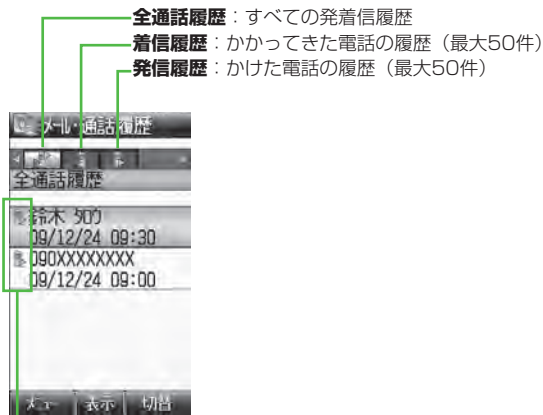 全通話履歴：すべての発着信履歴
着信履歴：かかってきた電話の履歴（最大50件）
発信履歴：かけた電話の履歴（最大50件）
メール・通話履歴
全通話履歴
鈴木 タロウ
09/12/24 09:30
090XXXXXXXX
09/12/24 09:00
メニュー 表示 切替